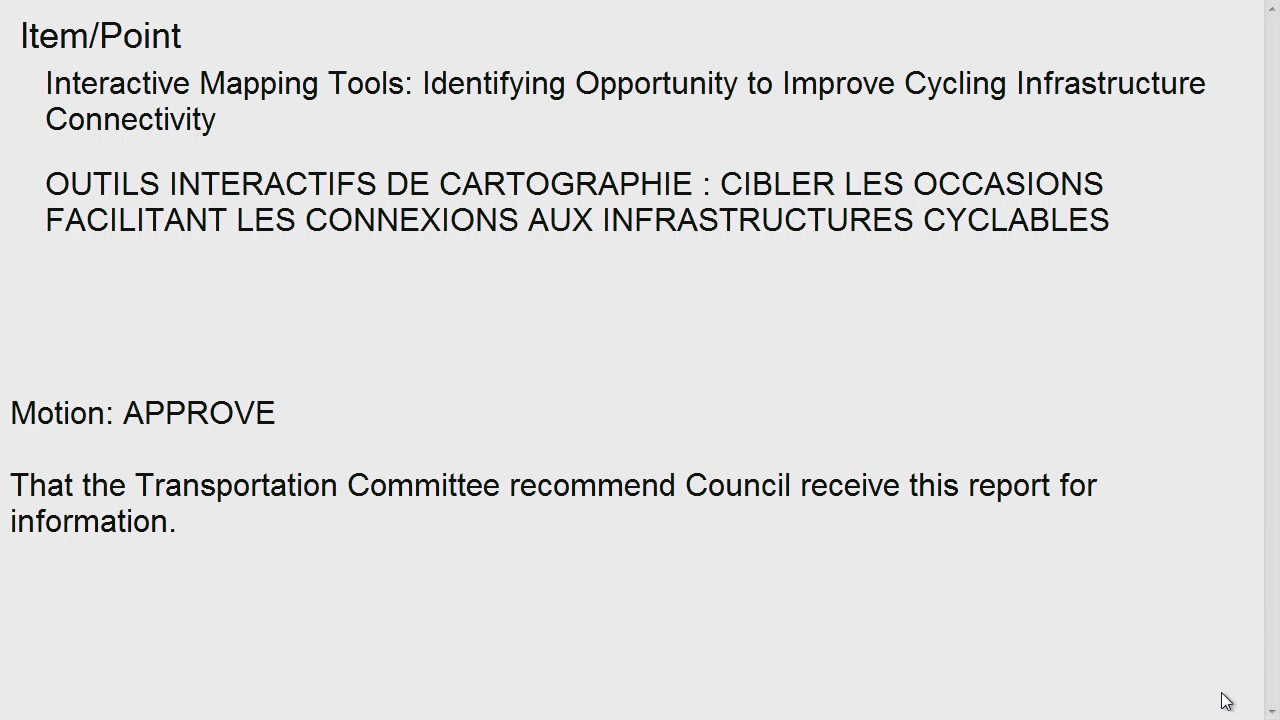 Item/Point
Interactive Mapping Tools: Identifying Opportunity to Improve Cycling Infrastructure
Connectivity
OUTILS INTERACTIFS DE CARTOGRAPHIE : CIBLER LES OCCASIONS
FACILITANT LES CONNEXIONS AUX INFRASTRUCTURES CYCLABLES
Motion: APPROVE
That the Transportation Committee recommend Council receive this report for
information.